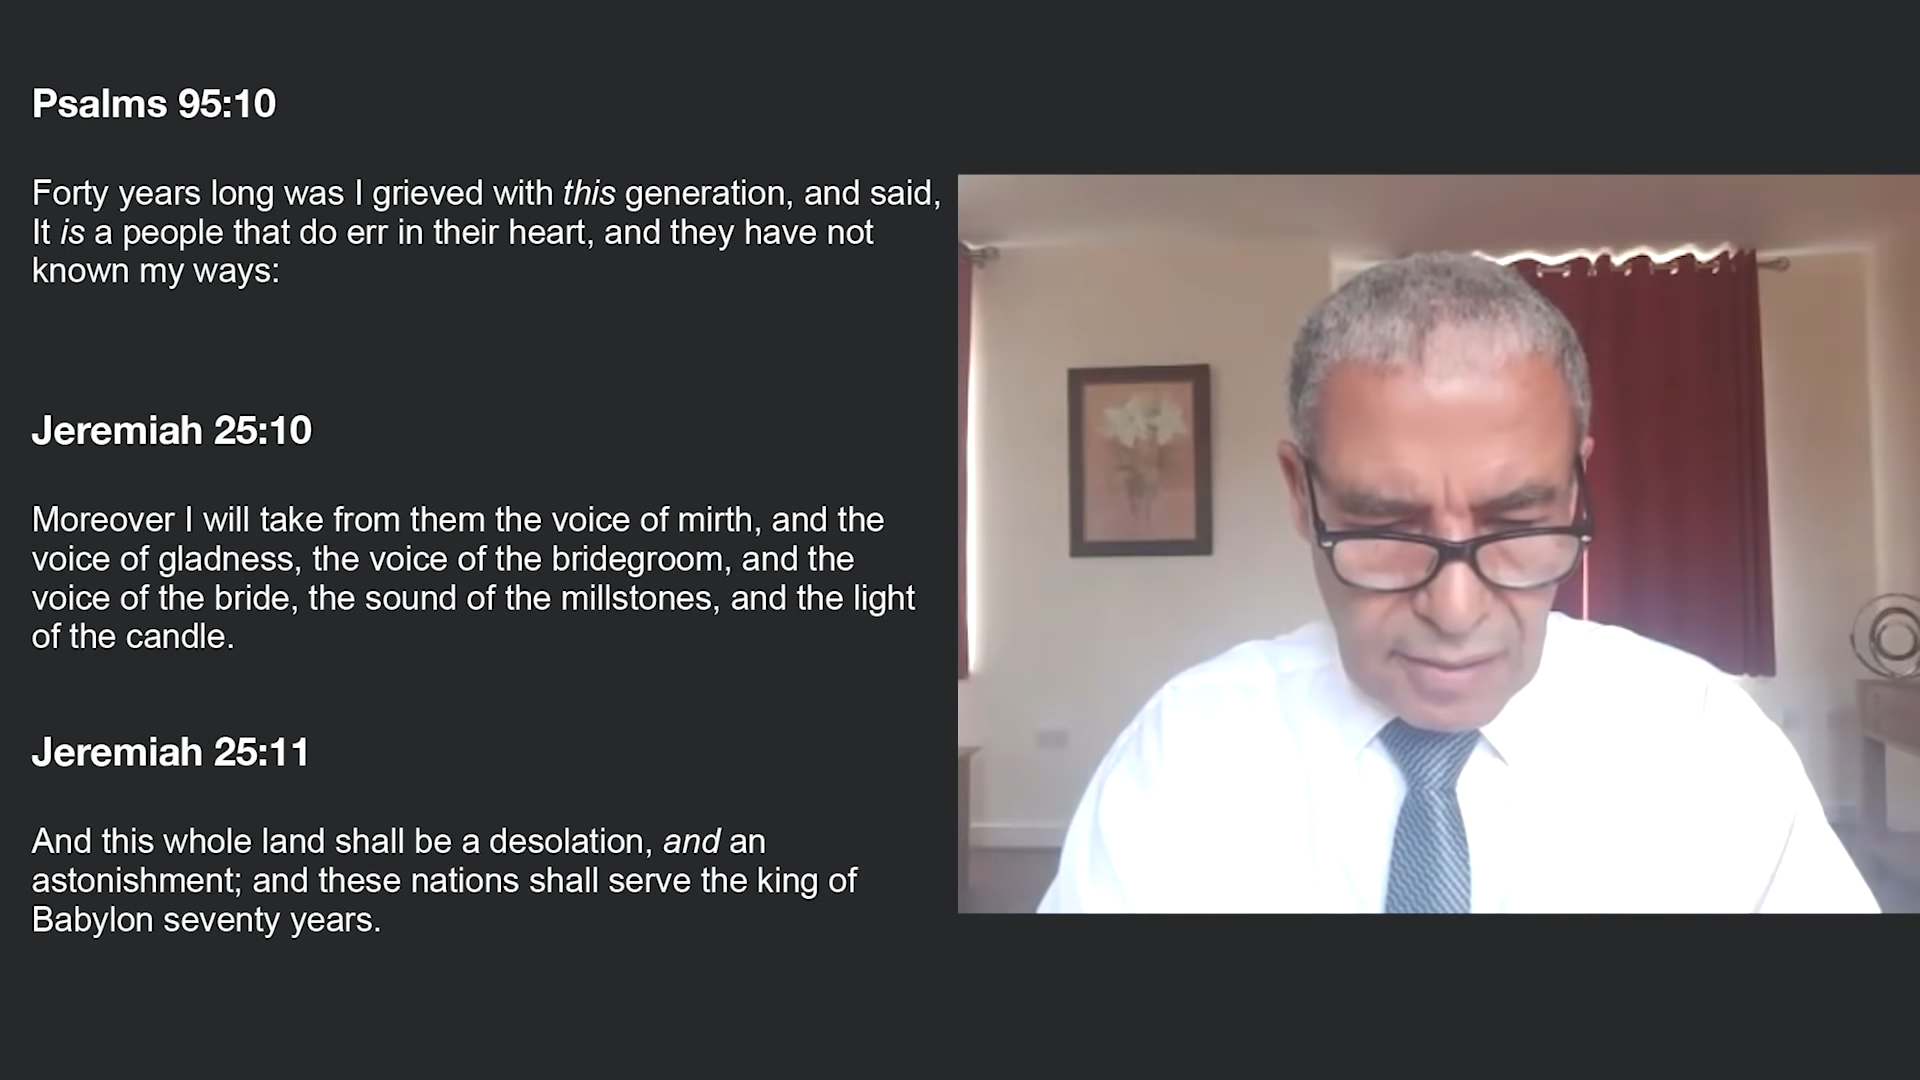 Psalms 95:10
Forty years long was I grieved with this generation, and said,
It is a people that do err in their heart, and they have not
known my ways:
Jeremiah 25:10
Moreover I will take from them the voice of mirth, and the
voice of gladness, the voice of the bridegroom, and the
voice of the bride, the sound of the millstones, and the light
of the candle.
Jeremiah 25:11
And this whole land shall be a desolation, and an
astonishment; and these nations shall serve the king of
Babylon seventy years.